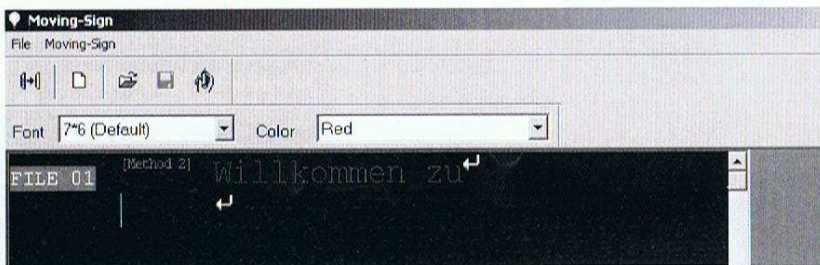 Moving-Sign
File Moving-Sign
Font 7*6 (Default) Color Red
FILE 01 [Method 2] Willkommen zu↵
↵